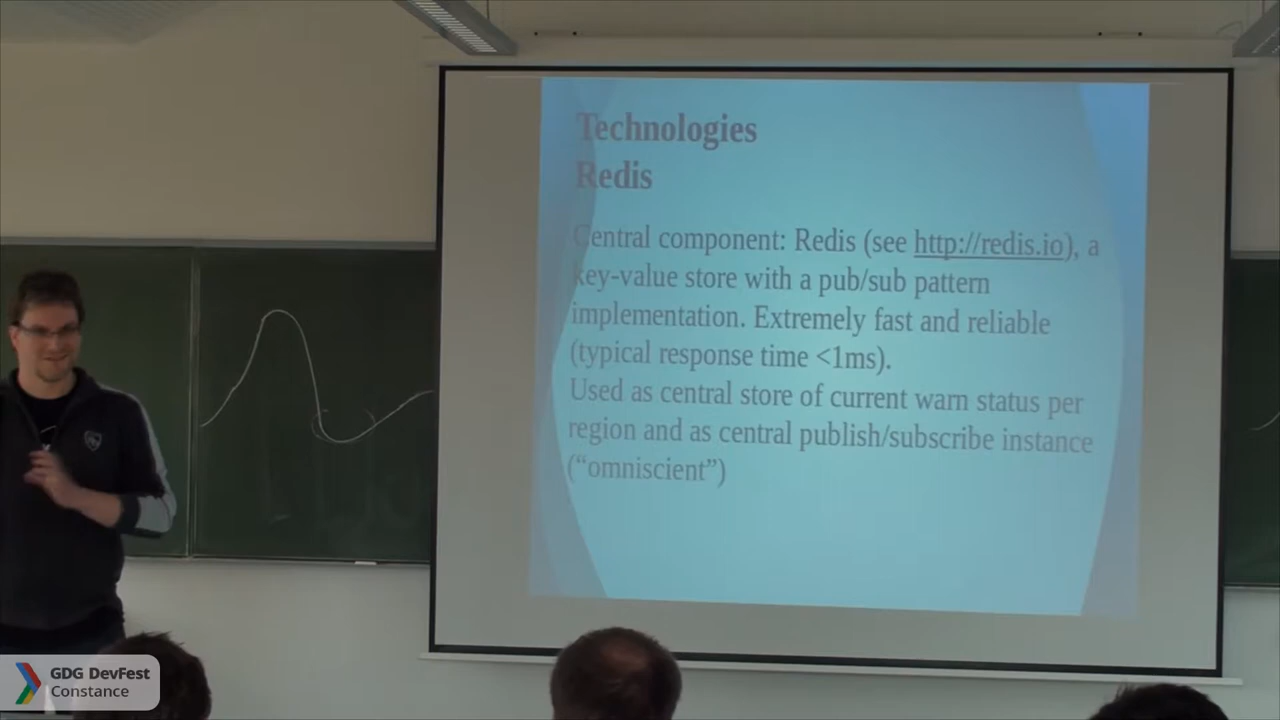 Technologies
Redis
Central component: Redis (see http://redis.io), a
key-value store with a pub/sub pattern
implementation. Extremely fast and reliable
(typical response time <1ms).
Used as central store of current warn status per
region and as central publish/subscribe instance
(“omniscient”)
GDG DevFest
Constance